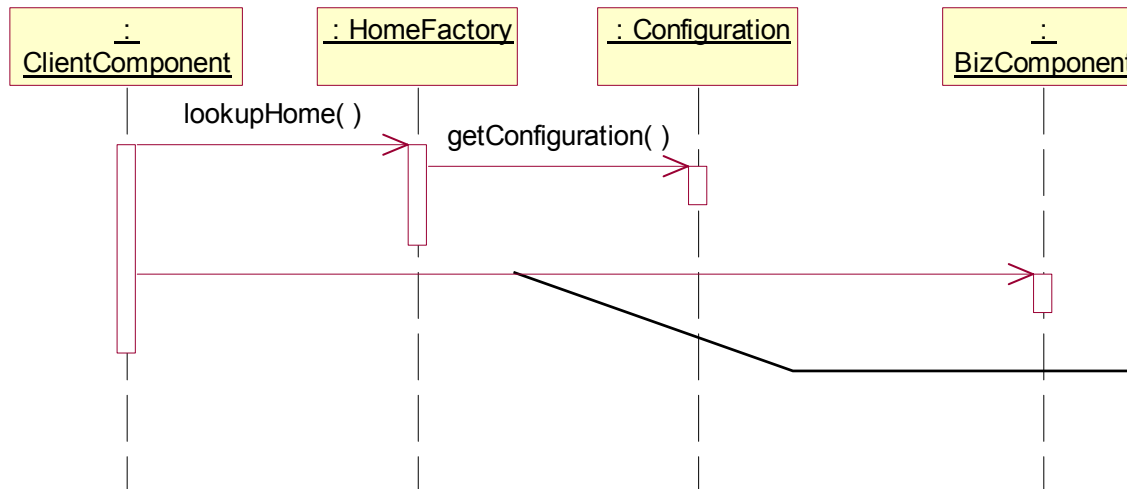 :
ClientComponent
: HomeFactory
: Configuration
:
BizComponent
lookupHome( )
getConfiguration( )